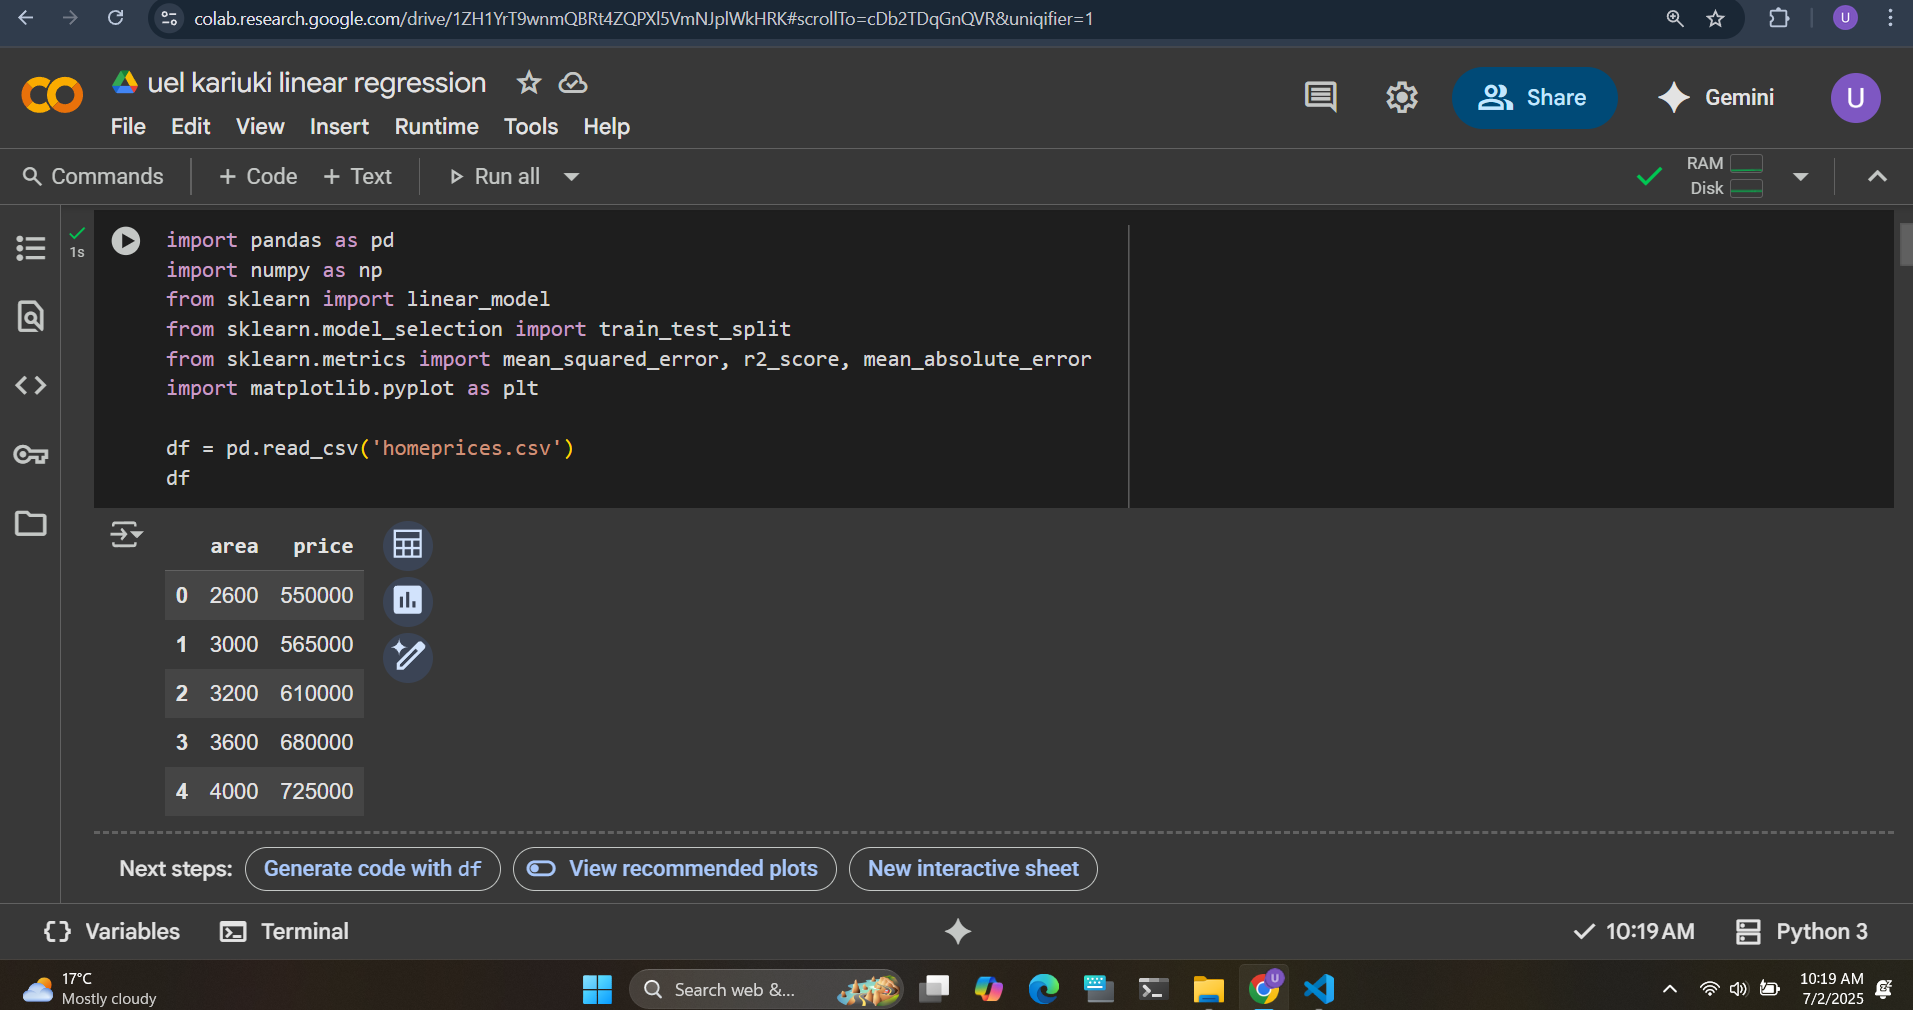 colab.research.google.com/drive/1ZH1YrT9wnmQBRt4ZQPXl5VmNJplWkHRK#scrollTo=cDb2TDqGnQVR&uniqifier=1
U
uel kariuki linear regression
File Edit View Insert Runtime Tools Help
Share
Gemini
U
Commands
+ Code + Text
Run all
RAM
Disk
1s
import pandas as pd
import numpy as np
from sklearn import linear_model
from sklearn.model_selection import train_test_split
from sklearn.metrics import mean_squared_error, r2_score, mean_absolute_error
import matplotlib.pyplot as plt
df = pd.read_csv('homeprices.csv')
df
area price
0 2600 550000
1 3000 565000
2 3200 610000
3 3600 680000
4 4000 725000
Next steps: Generate code with df View recommended plots New interactive sheet
{} Variables Terminal
10:19 AM Python 3
17°C
Mostly cloudy
Search web &...
U
10:19 AM
7/2/2025